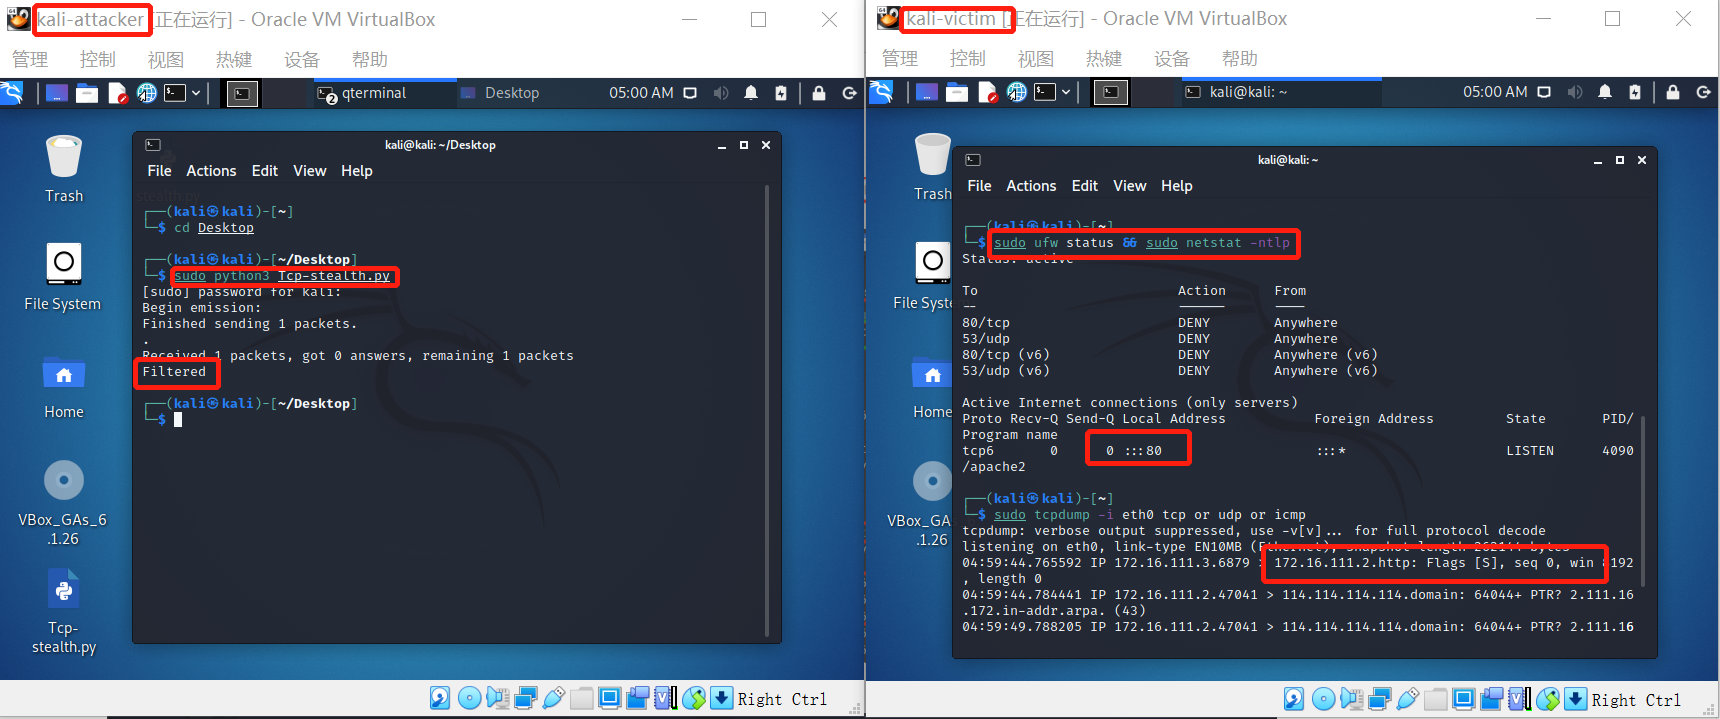 kali-attacker [正在运行] - Oracle VM VirtualBox
管理 控制 视图 热键 设备 帮助
qterminal
Desktop
05:00 AM
Trash
File System
Home
VBox_GAs_6
.1.26
Tcp-
stealth.py
kali@kali: ~/Desktop
File Actions Edit View Help
┌──(kali㉿kali)-[~]
└─$ cd Desktop
┌──(kali㉿kali)-[~/Desktop]
└─$ sudo python3 Tcp-stealth.py
[sudo] password for kali:
Begin emission:
Finished sending 1 packets.
.
Received 1 packets, got 0 answers, remaining 1 packets
Filtered
┌──(kali㉿kali)-[~/Desktop]
└─$
Right Ctrl
kali-victim [正在运行] - Oracle VM VirtualBox
管理 控制 视图 热键 设备 帮助
kali@kali: ~
05:00 AM
Trash
File Syste
Home
VBox_GA
.1.26
kali@kali: ~
File Actions Edit View Help
┌──(kali㉿kali)-[~]
└─$ sudo ufw status && sudo netstat -ntlp
Status: active
To Action From
-- ------ ----
80/tcp DENY Anywhere
53/udp DENY Anywhere
80/tcp (v6) DENY Anywhere (v6)
53/udp (v6) DENY Anywhere (v6)
Active Internet connections (only servers)
Proto Recv-Q Send-Q Local Address Foreign Address State PID/
Program name
tcp6 0 0 :::80 :::* LISTEN 4090
/apache2
┌──(kali㉿kali)-[~]
└─$ sudo tcpdump -i eth0 tcp or udp or icmp
tcpdump: verbose output suppressed, use -v[v]... for full protocol decode
listening on eth0, link-type EN10MB (Ethernet), snapshot length 262144 bytes
04:59:44.765592 IP 172.16.111.3.6879 > 172.16.111.2.http: Flags [S], seq 0, win 8192
, length 0
04:59:44.784441 IP 172.16.111.2.47041 > 114.114.114.114.domain: 64044+ PTR? 2.111.16
.172.in-addr.arpa. (43)
04:59:49.788205 IP 172.16.111.2.47041 > 114.114.114.114.domain: 64044+ PTR? 2.111.16
Right Ctrl